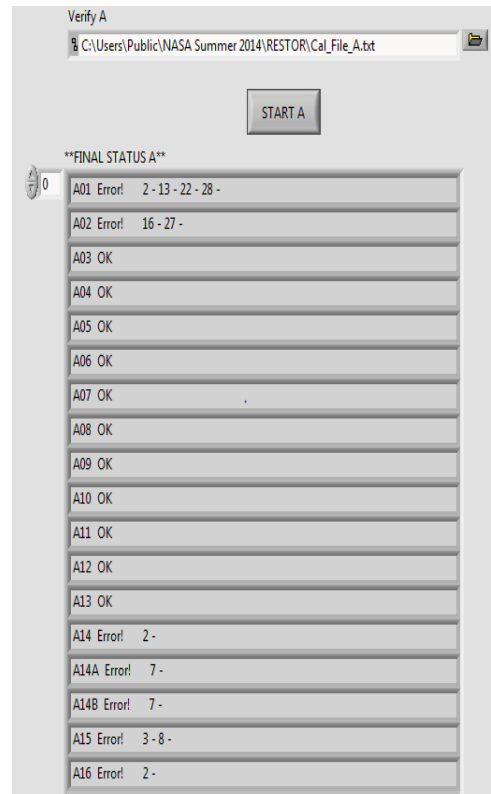 Verify A
C:\Users\Public\NASA Summer 2014\RESTOR\Cal_File_A.txt
START A
**FINAL STATUS A**
0
A01 Error! 2 - 13 - 22 - 28 -
A02 Error! 16 - 27 -
A03 OK
A04 OK
A05 OK
A06 OK
A07 OK
A08 OK
A09 OK
A10 OK
A11 OK
A12 OK
A13 OK
A14 Error! 2 -
A14A Error! 7 -
A14B Error! 7 -
A15 Error! 3 - 8 -
A16 Error! 2 -